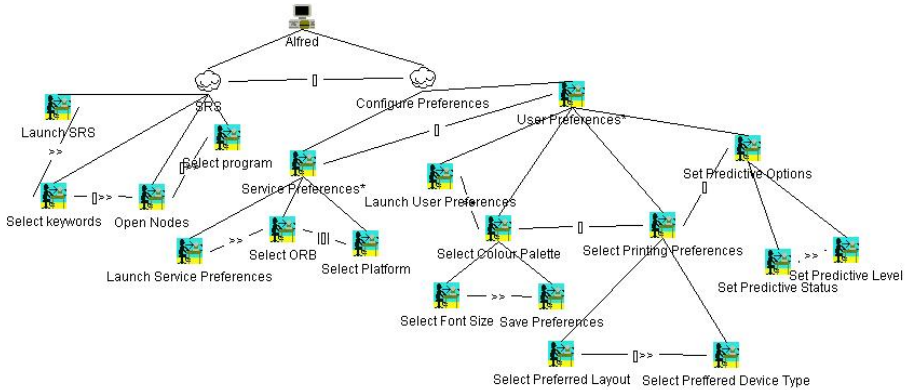 Alfred
[]
SRS
Configure Preferences
Launch SRS
User Preferences*
[]
>>
[]>>
Select program
Service Preferences*
Set Predictive Options
[]
Select keywords
[]>>
Open Nodes
Launch User Preferences
>>
>>
Select ORB
|[]|
Select Colour Palette
[]
Select Printing Preferences
Launch Service Preferences
Select Platform
>>
Set Predictive Status
Set Predictive Level
Select Font Size
>>
Save Preferences
[]>>
Select Preferred Layout
Select Preffered Device Type